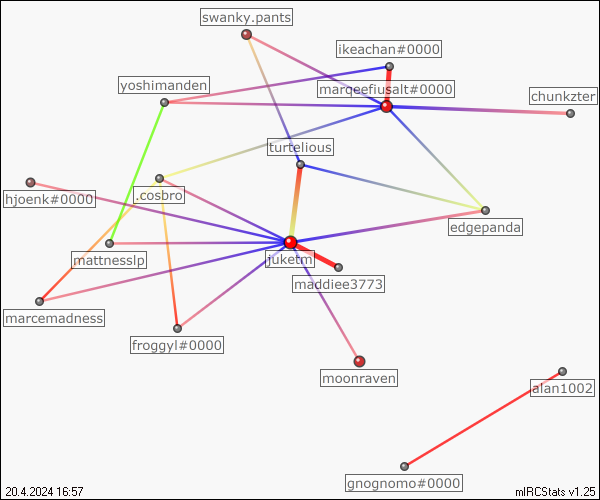 swanky.pants
ikeachan#0000
yoshimanden
marqeefiusalt#0000
chunkzter
turtelious
hjoenk#0000
.cosbro
edgepanda
mattnesslp
juketm
maddiee3773
marcemadness
froggyl#0000
moonraven
alan1002
gnognomo#0000
20.4.2024 16:57
mIRCStats v1.25